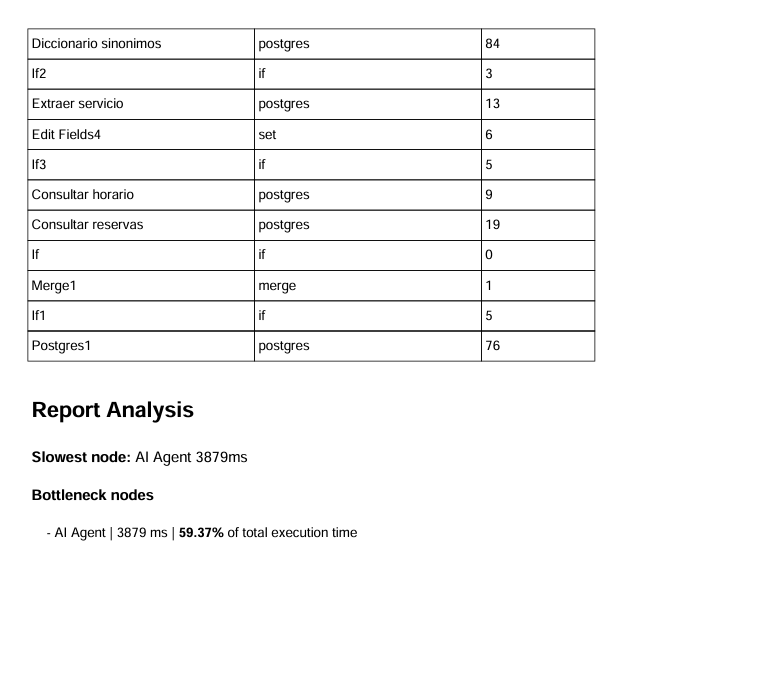 Diccionario sinonimos postgres 84
If2 if 3
Extraer servicio postgres 13
Edit Fields4 set 6
If3 if 5
Consultar horario postgres 9
Consultar reservas postgres 19
If if 0
Merge1 merge 1
If1 if 5
Postgres1 postgres 76
Report Analysis
Slowest node: AI Agent 3879ms
Bottleneck nodes
- AI Agent | 3879 ms | 59.37% of total execution time